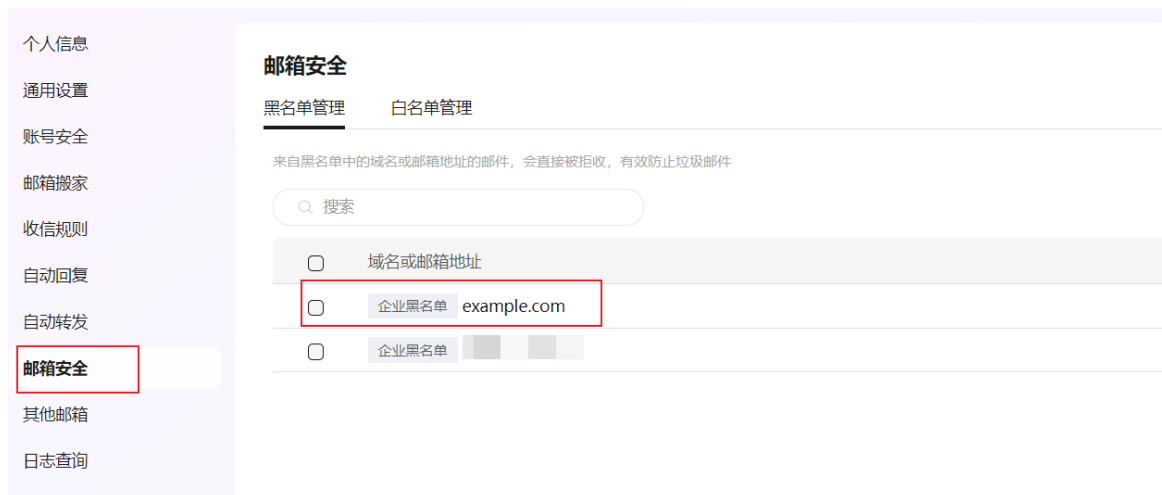 个人信息
通用设置
账号安全
邮箱搬家
收信规则
自动回复
自动转发
邮箱安全
其他邮箱
日志查询
邮箱安全
黑名单管理 白名单管理
来自黑名单中的域名或邮箱地址的邮件，会直接被拒收，有效防止垃圾邮件
搜索
域名或邮箱地址
企业黑名单 example.com
企业黑名单